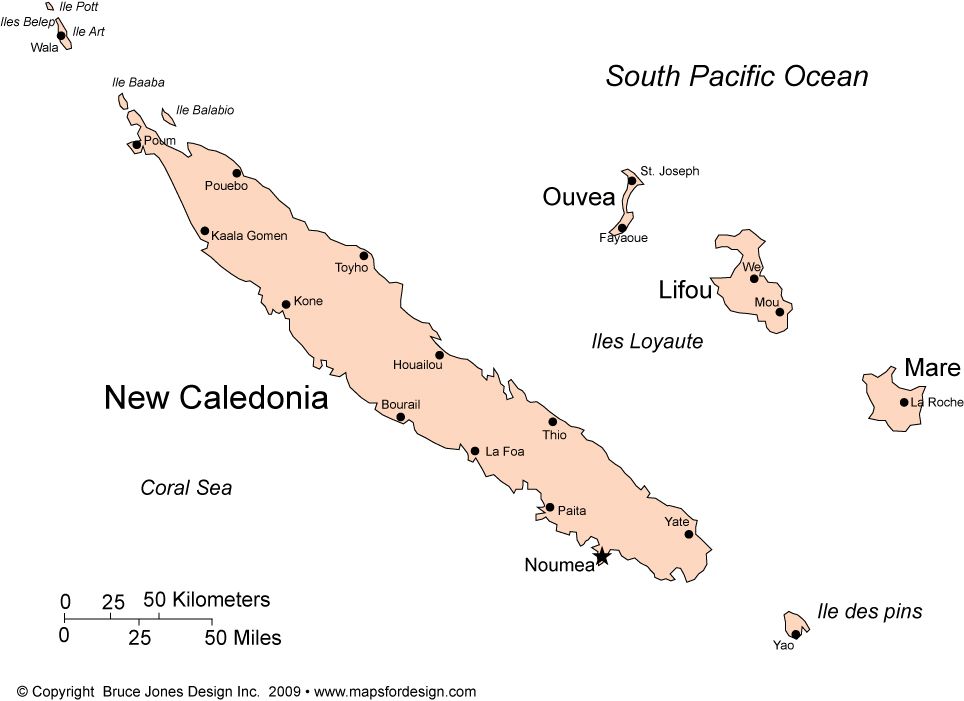 Ile Pott
Iles Belep
Ile Art
Wala
South Pacific Ocean
Ile Baaba
Ile Balabio
Poum
Pouebo
St. Joseph
Ouvea
Fayaoue
Kaala Gomen
Toyho
We
Lifou
Mou
Kone
Iles Loyaute
Houailou
Mare
La Roche
New Caledonia
Bourail
Thio
La Foa
Coral Sea
Paita
Yate
Noumea
0 25 50 Kilometers
0 25 50 Miles
Ile des pins
Yao
© Copyright Bruce Jones Design Inc. 2009 • www.mapsfordesign.com